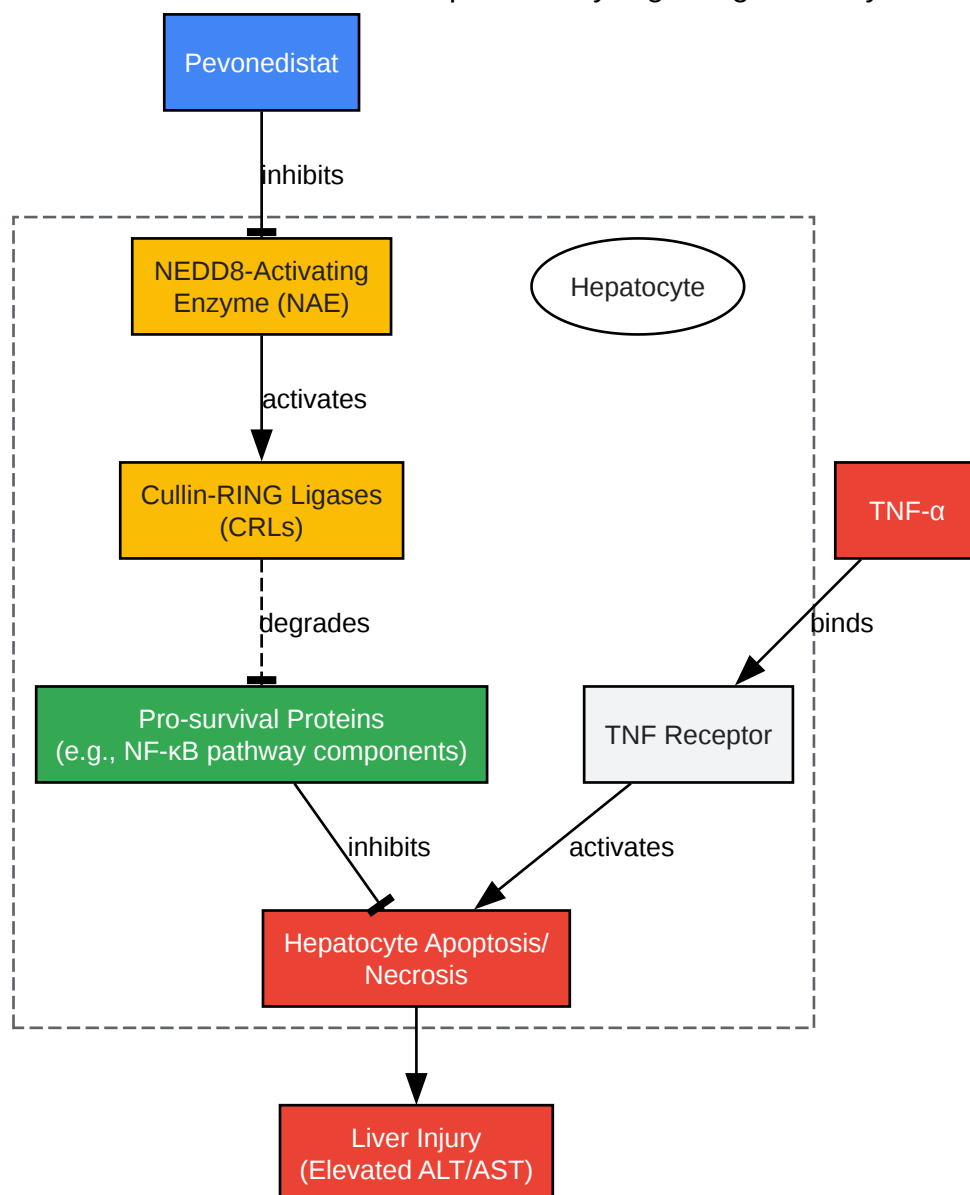 Pevonedistat
inhibits
NEDD8-Activating
Enzyme (NAE)
Hepatocyte
activates
Cullin-RING Ligases
(CRLs)
TNF-α
degrades
binds
Pro-survival Proteins
(e.g., NF-κB pathway components)
TNF Receptor
inhibits
activates
Hepatocyte Apoptosis/
Necrosis
Liver Injury
(Elevated ALT/AST)